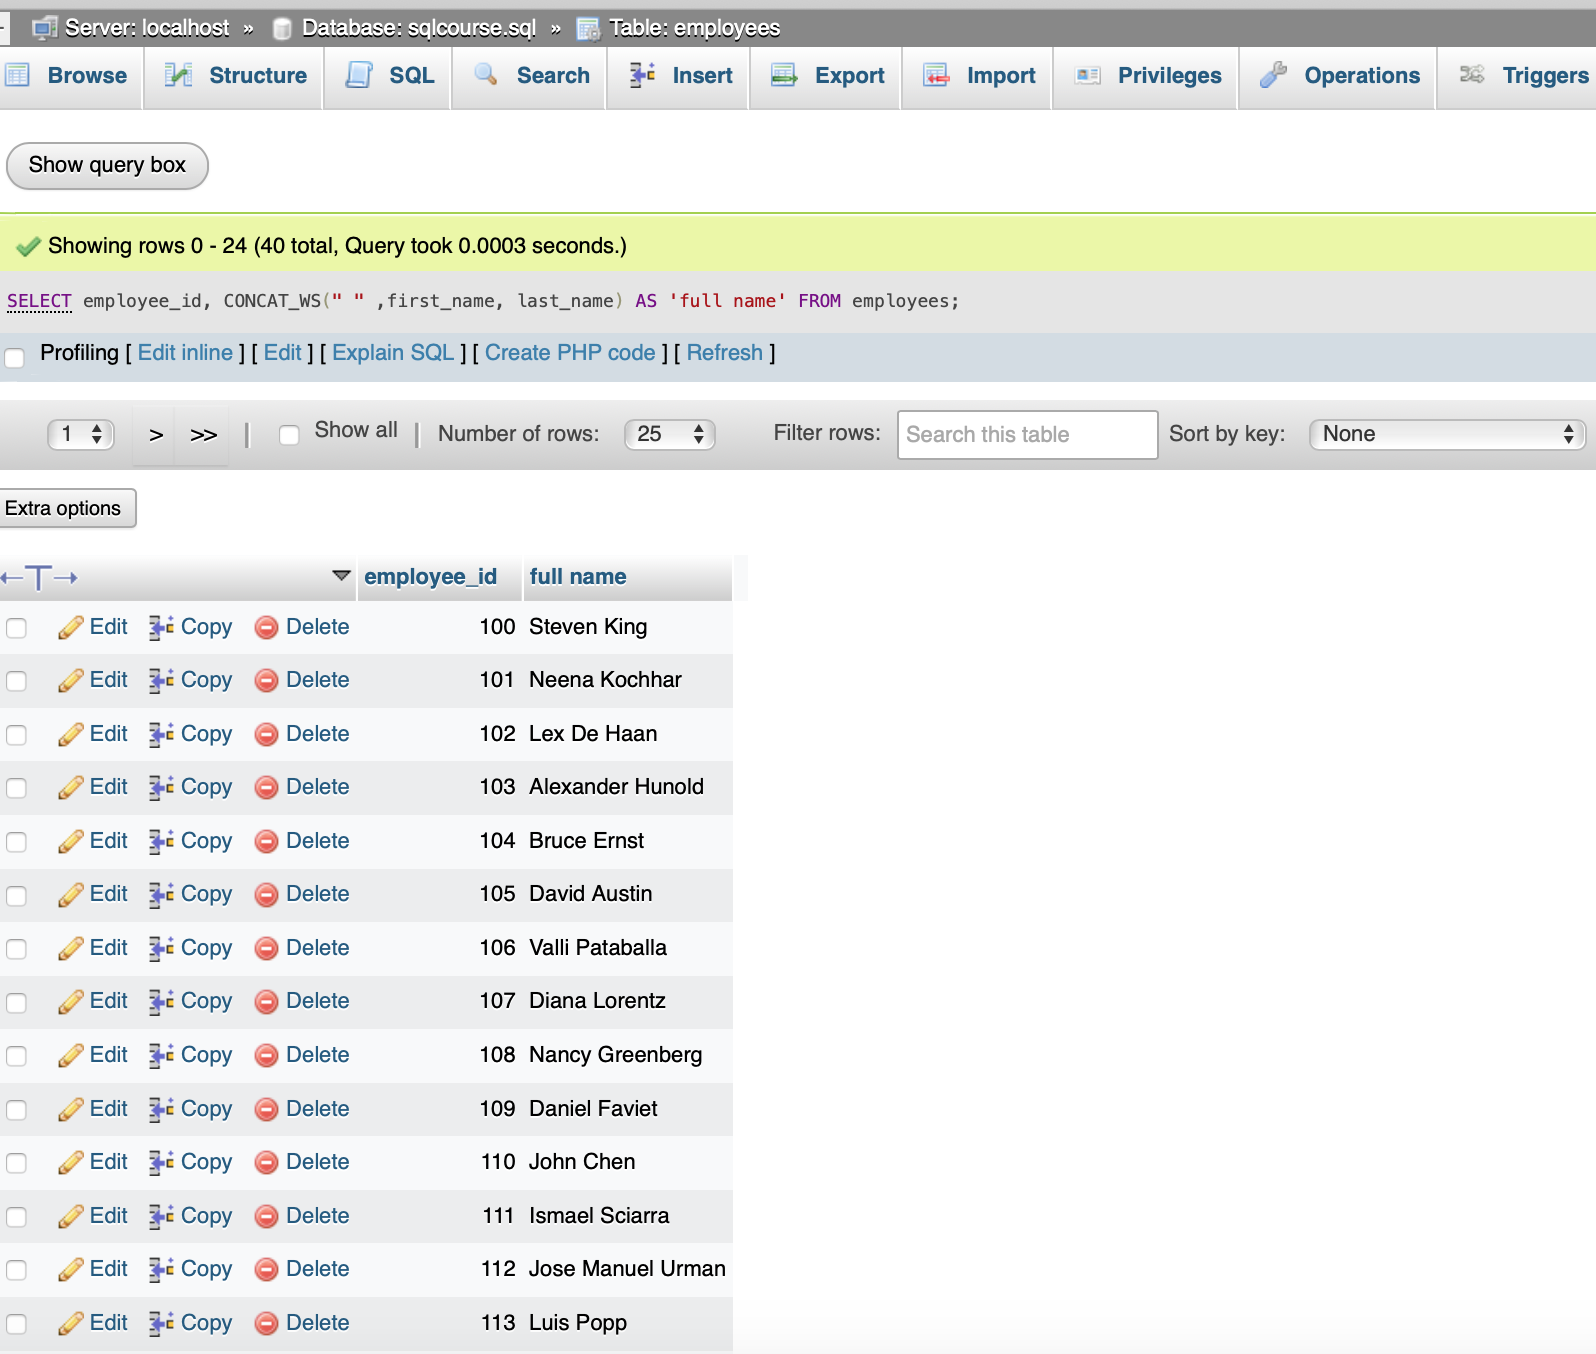 Server: localhost » Database: sqlcourse.sql » Table: employees
Browse Structure SQL Search Insert Export Import Privileges Operations Triggers
Show query box
Showing rows 0 - 24 (40 total, Query took 0.0003 seconds.)
SELECT employee_id, CONCAT_WS(" " ,first_name, last_name) AS 'full name' FROM employees;
Profiling [ Edit inline ] [ Edit ] [ Explain SQL ] [ Create PHP code ] [ Refresh ]
1 > >> | Show all | Number of rows: 25 Filter rows: Search this table Sort by key: None
Extra options
←T→ employee_id full name
Edit Copy Delete 100 Steven King
Edit Copy Delete 101 Neena Kochhar
Edit Copy Delete 102 Lex De Haan
Edit Copy Delete 103 Alexander Hunold
Edit Copy Delete 104 Bruce Ernst
Edit Copy Delete 105 David Austin
Edit Copy Delete 106 Valli Pataballa
Edit Copy Delete 107 Diana Lorentz
Edit Copy Delete 108 Nancy Greenberg
Edit Copy Delete 109 Daniel Faviet
Edit Copy Delete 110 John Chen
Edit Copy Delete 111 Ismael Sciarra
Edit Copy Delete 112 Jose Manuel Urman
Edit Copy Delete 113 Luis Popp